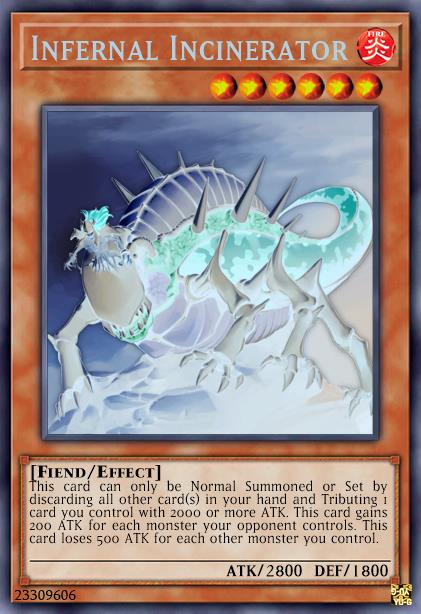 INFERNAL INCINERATOR
FIRE
炎
[FIEND/EFFECT]
This card can only be Normal Summoned or Set by
discarding all other card(s) in your hand and Tributing 1
card you control with 2000 or more ATK. This card gains
200 ATK for each monster your opponent controls. This
card loses 500 ATK for each other monster you control.
ATK/2800 DEF/1800
23309606